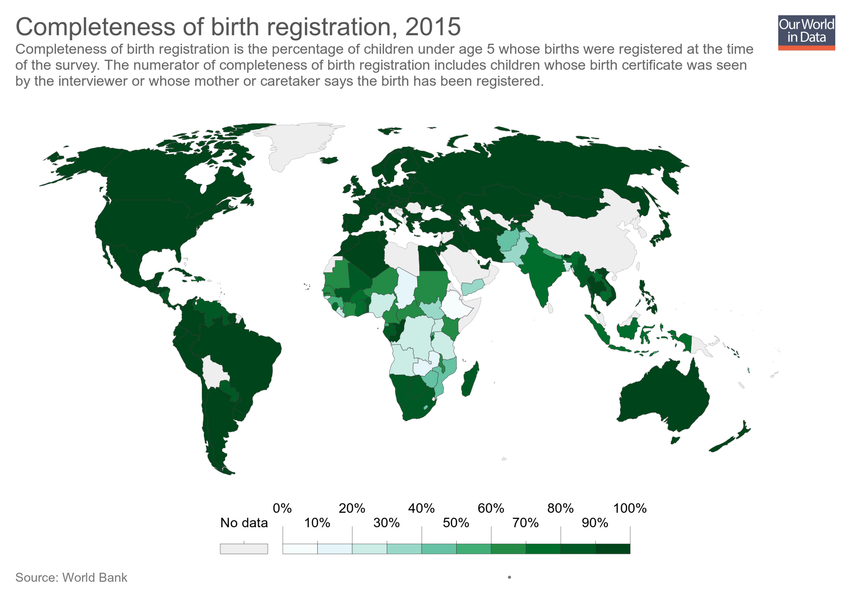 Completeness of birth registration, 2015
Our World
in Data
Completeness of birth registration is the percentage of children under age 5 whose births were registered at the time
of the survey. The numerator of completeness of birth registration includes children whose birth certificate was seen
by the interviewer or whose mother or caretaker says the birth has been registered.
0% 20% 40% 60% 80% 100%
No data 10% 30% 50% 70% 90%
Source: World Bank